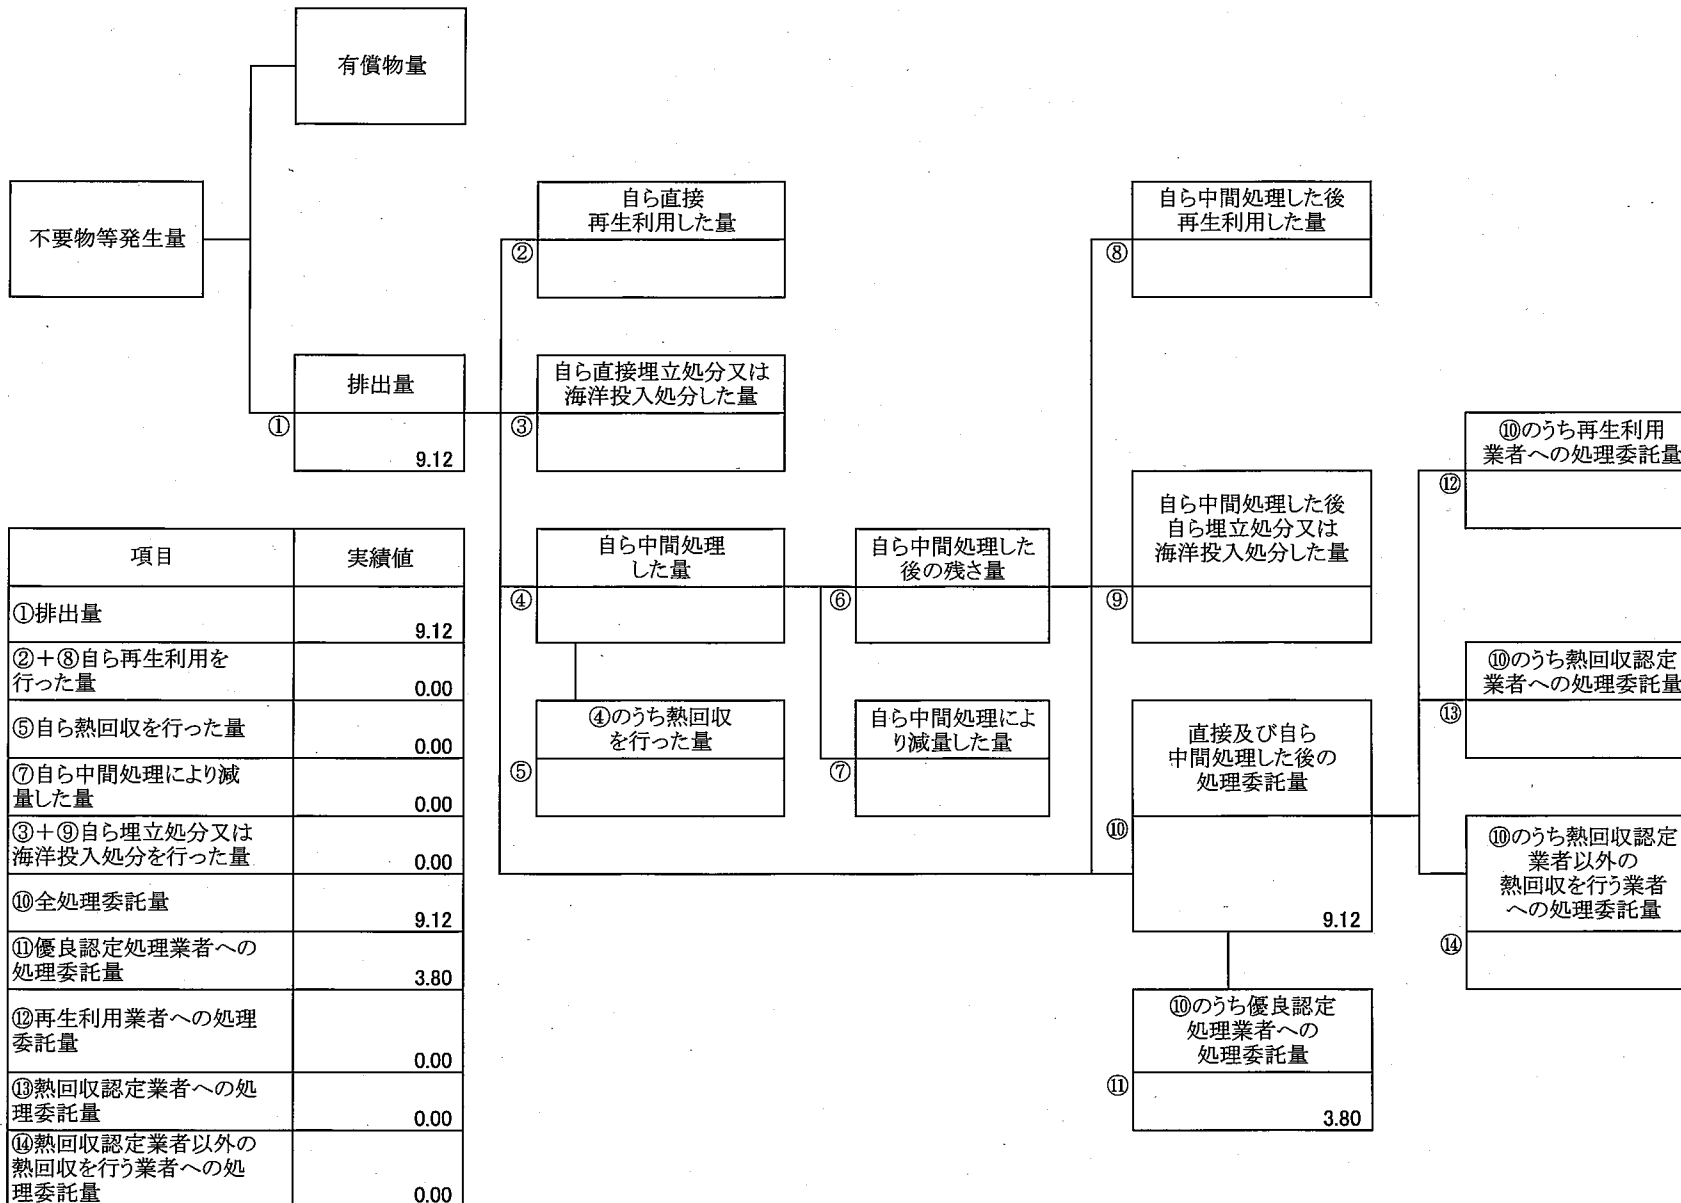 有償物量
不要物等発生量
排出量
①
9.12
自ら直接
再生利用した量
②
自ら直接埋立処分又は
海洋投入処分した量
③
自ら中間処理
した量
④
④のうち熱回収
を行った量
⑤
自ら中間処理した
後の残さ量
⑥
自ら中間処理によ
り減量した量
⑦
自ら中間処理した後
再生利用した量
⑧
自ら中間処理した後
自ら埋立処分又は
海洋投入処分した量
⑨
直接及び自ら
中間処理した後の
処理委託量
⑩
9.12
⑩のうち優良認定
処理業者への
処理委託量
⑪
3.80
⑩のうち再生利用
業者への処理委託量
⑫
⑩のうち熱回収認定
業者への処理委託量
⑬
⑩のうち熱回収認定
業者以外の
熱回収を行う業者
への処理委託量
⑭
項目 実績値
①排出量
9.12
②＋⑧自ら再生利用を
行った量 0.00
⑤自ら熱回収を行った量
0.00
⑦自ら中間処理により減
量した量 0.00
③＋⑨自ら埋立処分又は
海洋投入処分を行った量 0.00
⑩全処理委託量
9.12
⑪優良認定処理業者への
処理委託量 3.80
⑫再生利用業者への処理
委託量
0.00
⑬熱回収認定業者への処
理委託量 0.00
⑭熱回収認定業者以外の
熱回収を行う業者への処
理委託量 0.00